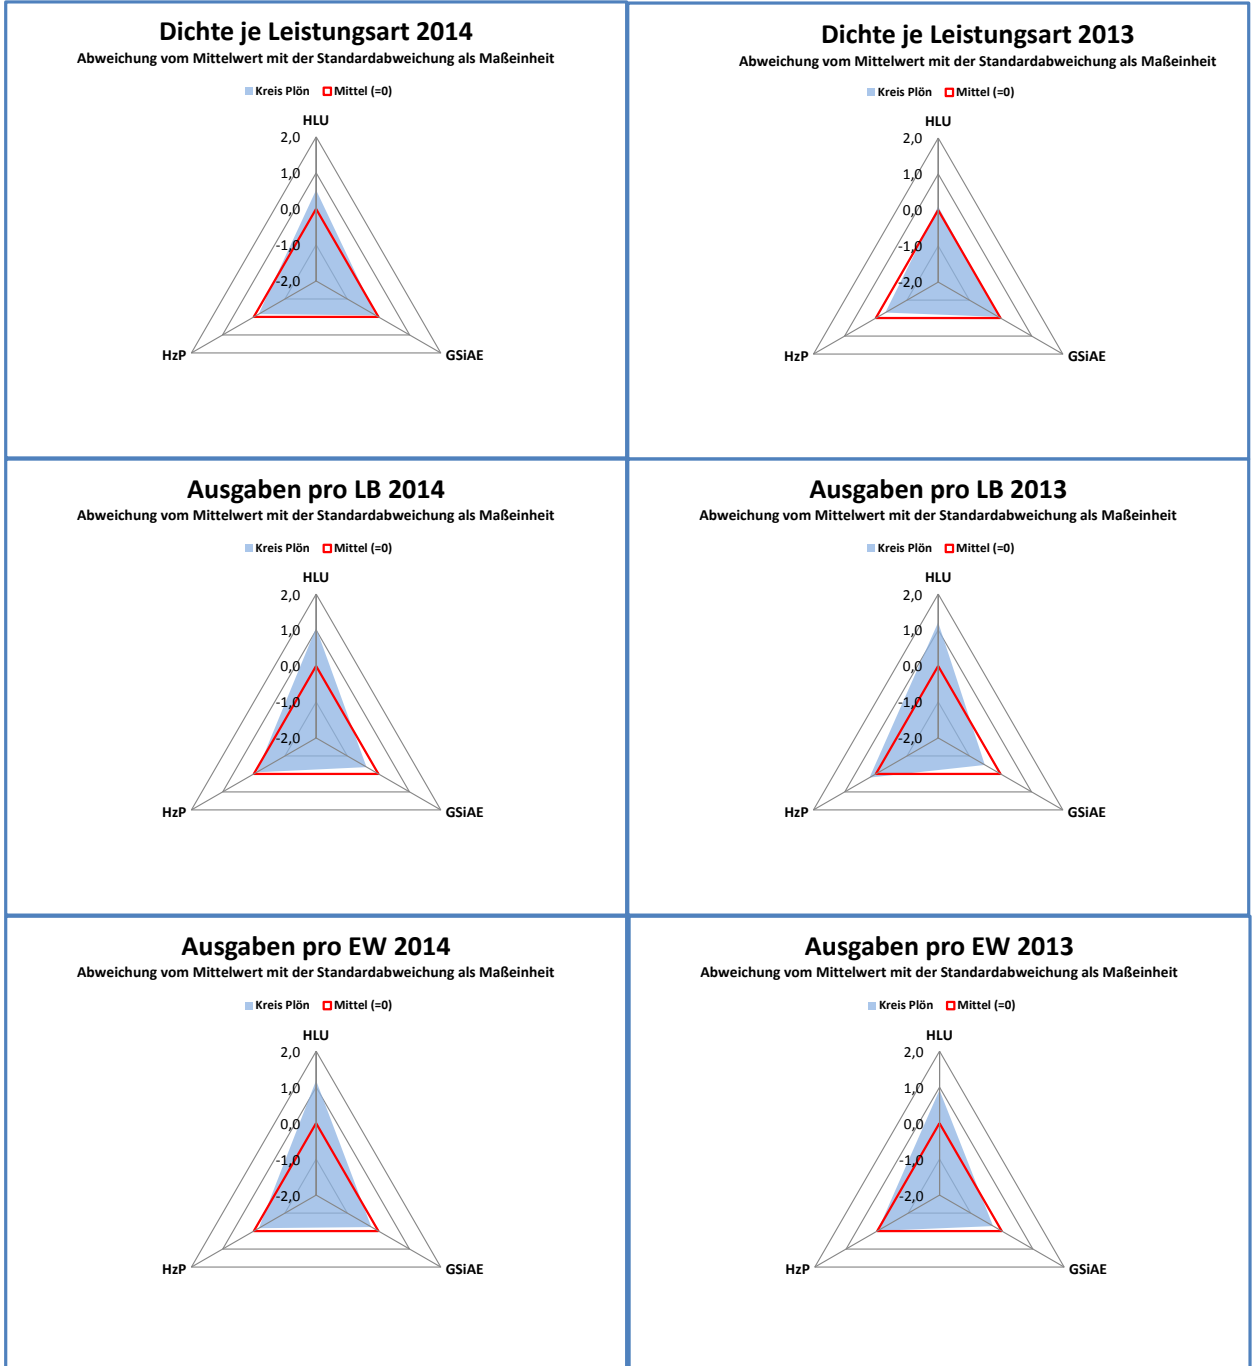 Dichte je Leistungsart 2014
Abweichung vom Mittelwert mit der Standardabweichung als Maßeinheit
Kreis Plön Mittel (=0)
HLU
2,0
1,0
0,0
-1,0
-2,0
HzP
GSiAE
Dichte je Leistungsart 2013
Abweichung vom Mittelwert mit der Standardabweichung als Maßeinheit
Kreis Plön Mittel (=0)
HLU
2,0
1,0
0,0
-1,0
-2,0
HzP
GSiAE
Ausgaben pro LB 2014
Abweichung vom Mittelwert mit der Standardabweichung als Maßeinheit
Kreis Plön Mittel (=0)
HLU
2,0
1,0
0,0
-1,0
-2,0
HzP
GSiAE
Ausgaben pro LB 2013
Abweichung vom Mittelwert mit der Standardabweichung als Maßeinheit
Kreis Plön Mittel (=0)
HLU
2,0
1,0
0,0
-1,0
-2,0
HzP
GSiAE
Ausgaben pro EW 2014
Abweichung vom Mittelwert mit der Standardabweichung als Maßeinheit
Kreis Plön Mittel (=0)
HLU
2,0
1,0
0,0
-1,0
-2,0
HzP
GSiAE
Ausgaben pro EW 2013
Abweichung vom Mittelwert mit der Standardabweichung als Maßeinheit
Kreis Plön Mittel (=0)
HLU
2,0
1,0
0,0
-1,0
-2,0
HzP
GSiAE